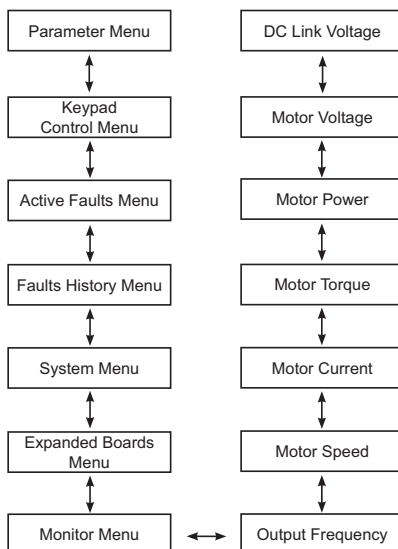 Parameter Menu
Keypad
Control Menu
Active Faults Menu
Faults History Menu
System Menu
Expanded Boards
Menu
Monitor Menu
DC Link Voltage
Motor Voltage
Motor Power
Motor Torque
Motor Current
Motor Speed
Output Frequency